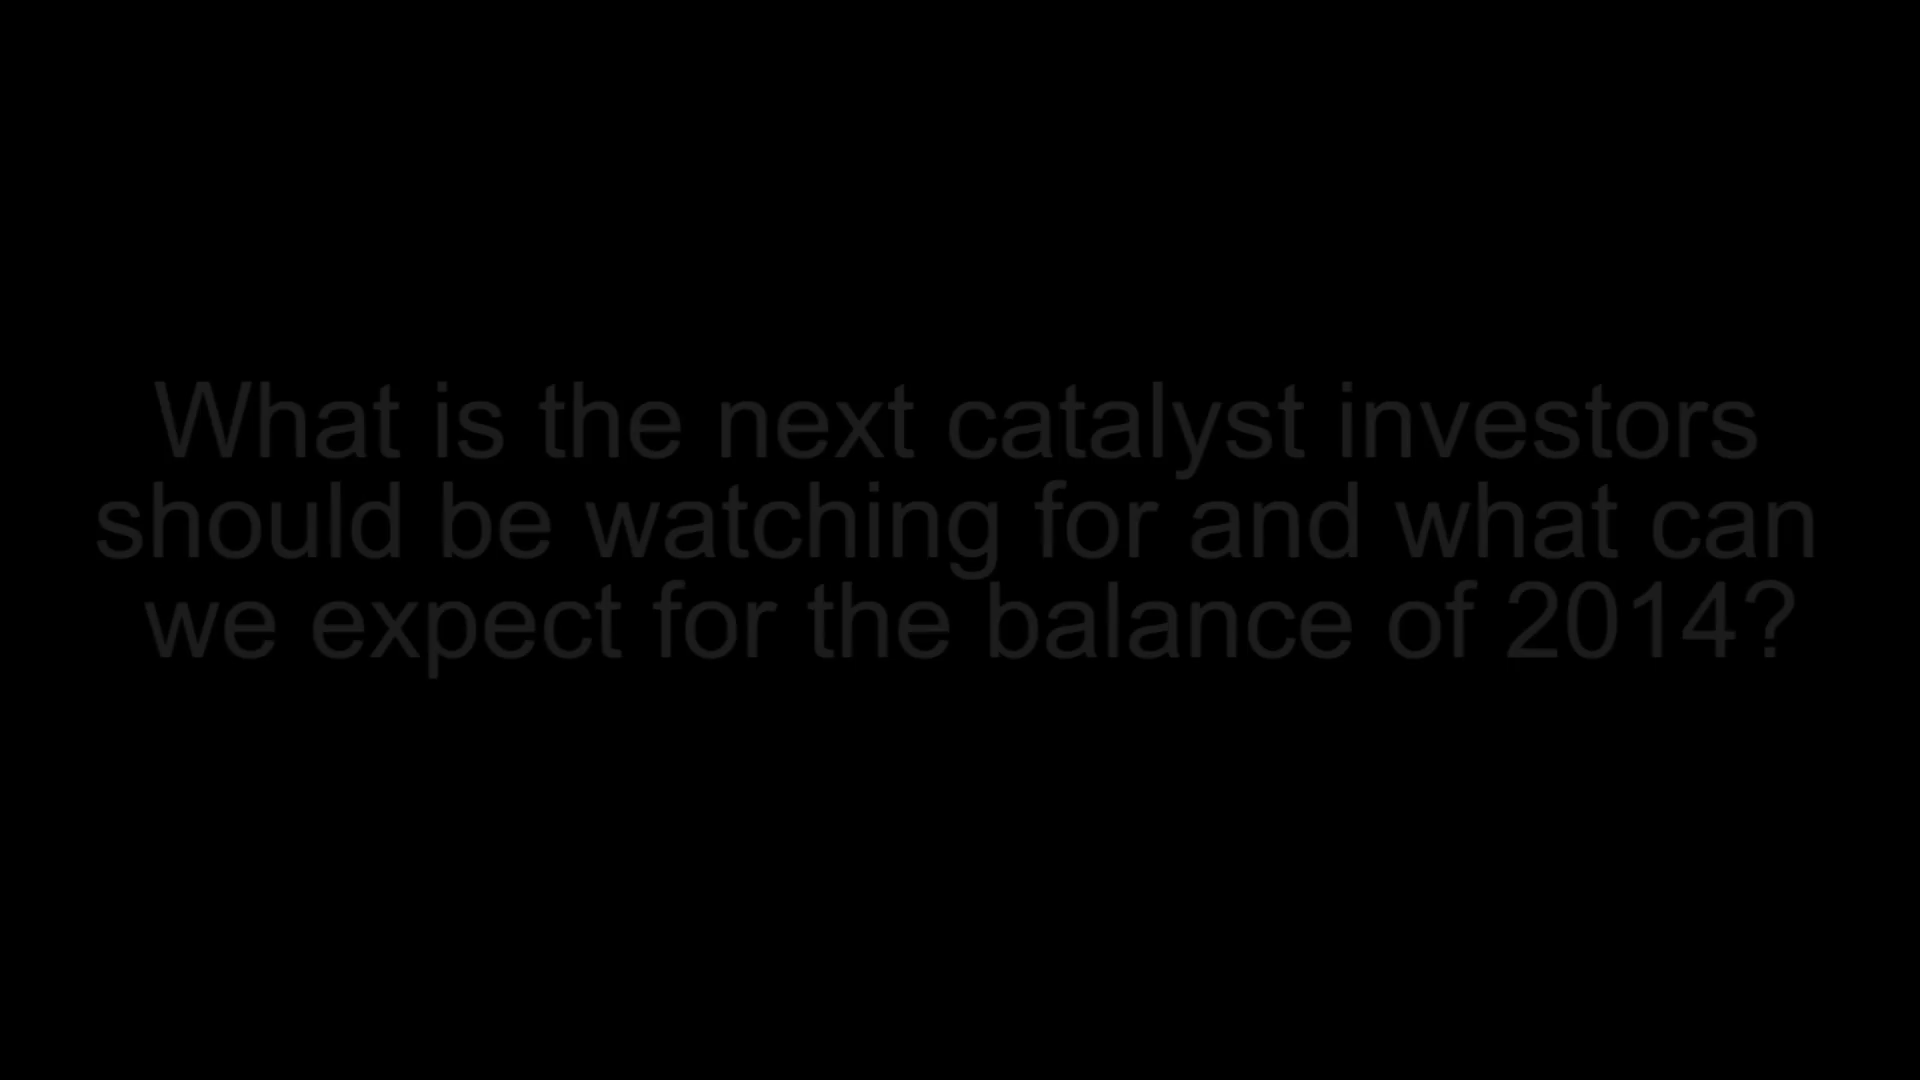 What is the next catalyst investors
should be watching for and what can
we expect for the balance of 2014?